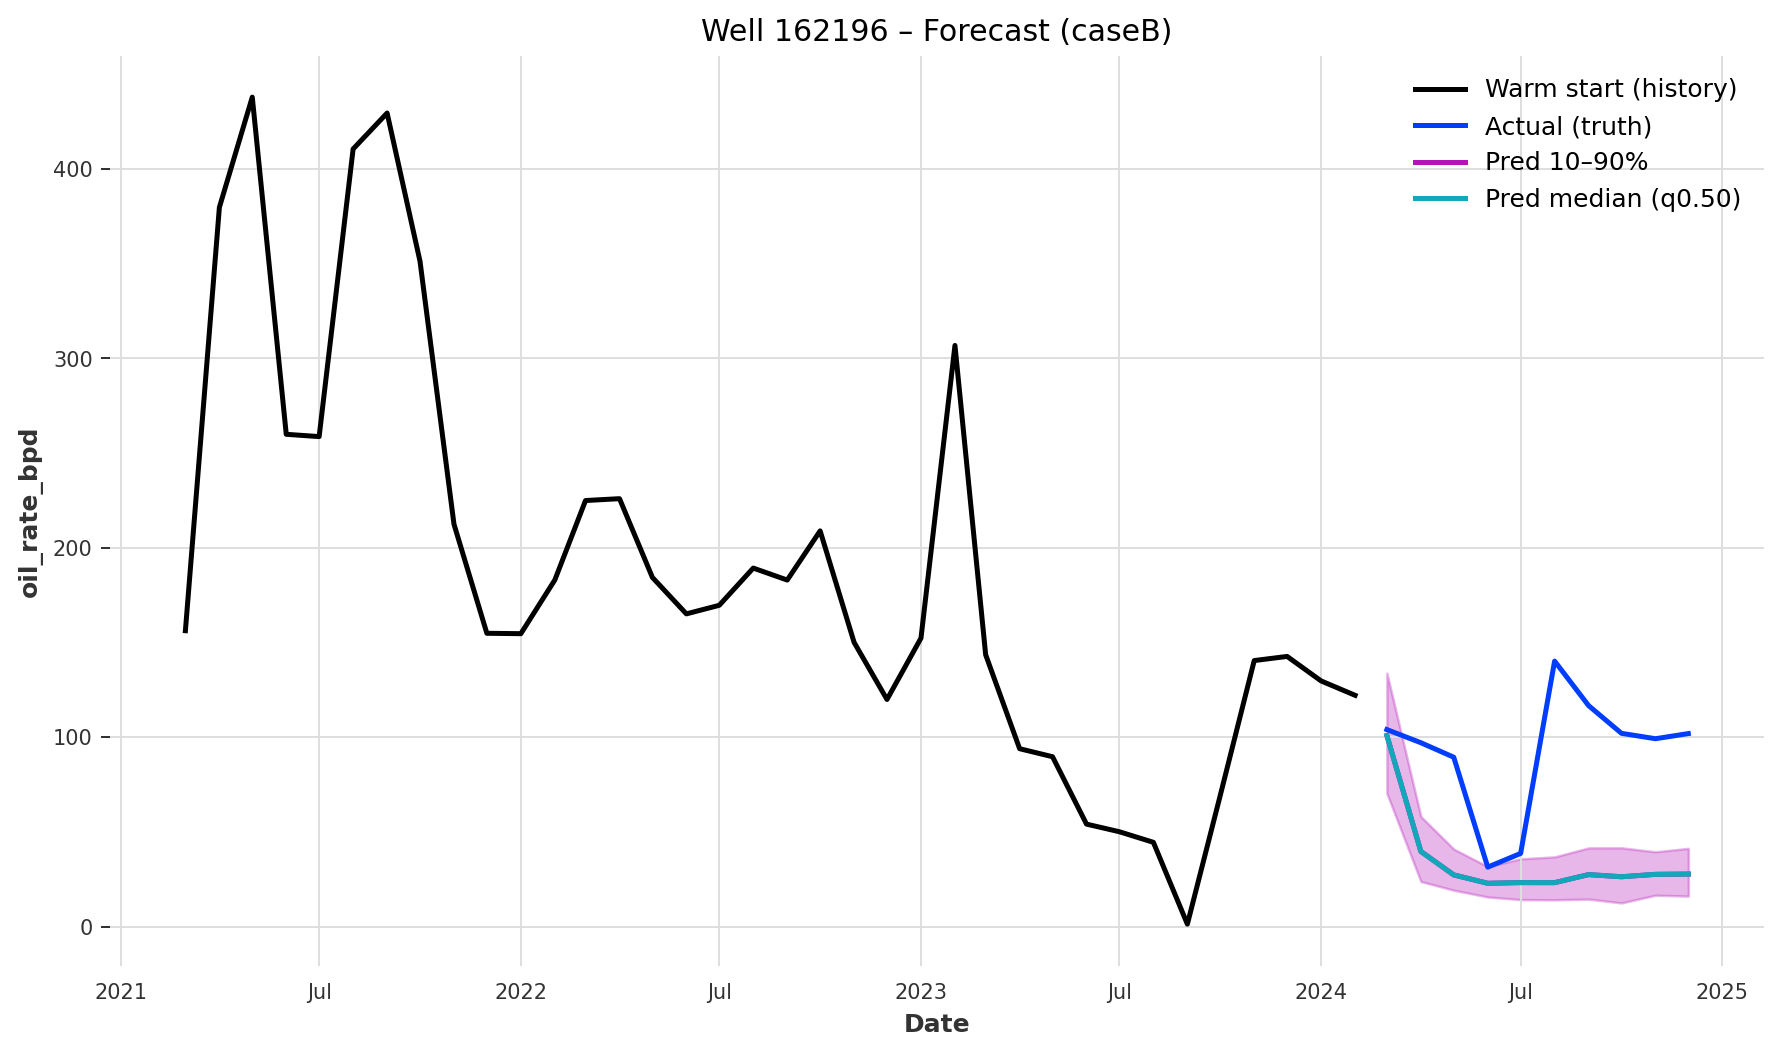 Well 162196 – Forecast (caseB)
Warm start (history)
Actual (truth)
Pred 10–90%
Pred median (q0.50)
oil_rate_bpd
400
300
200
100
0
2021
Jul
2022
Jul
2023
Jul
2024
Jul
2025
Date